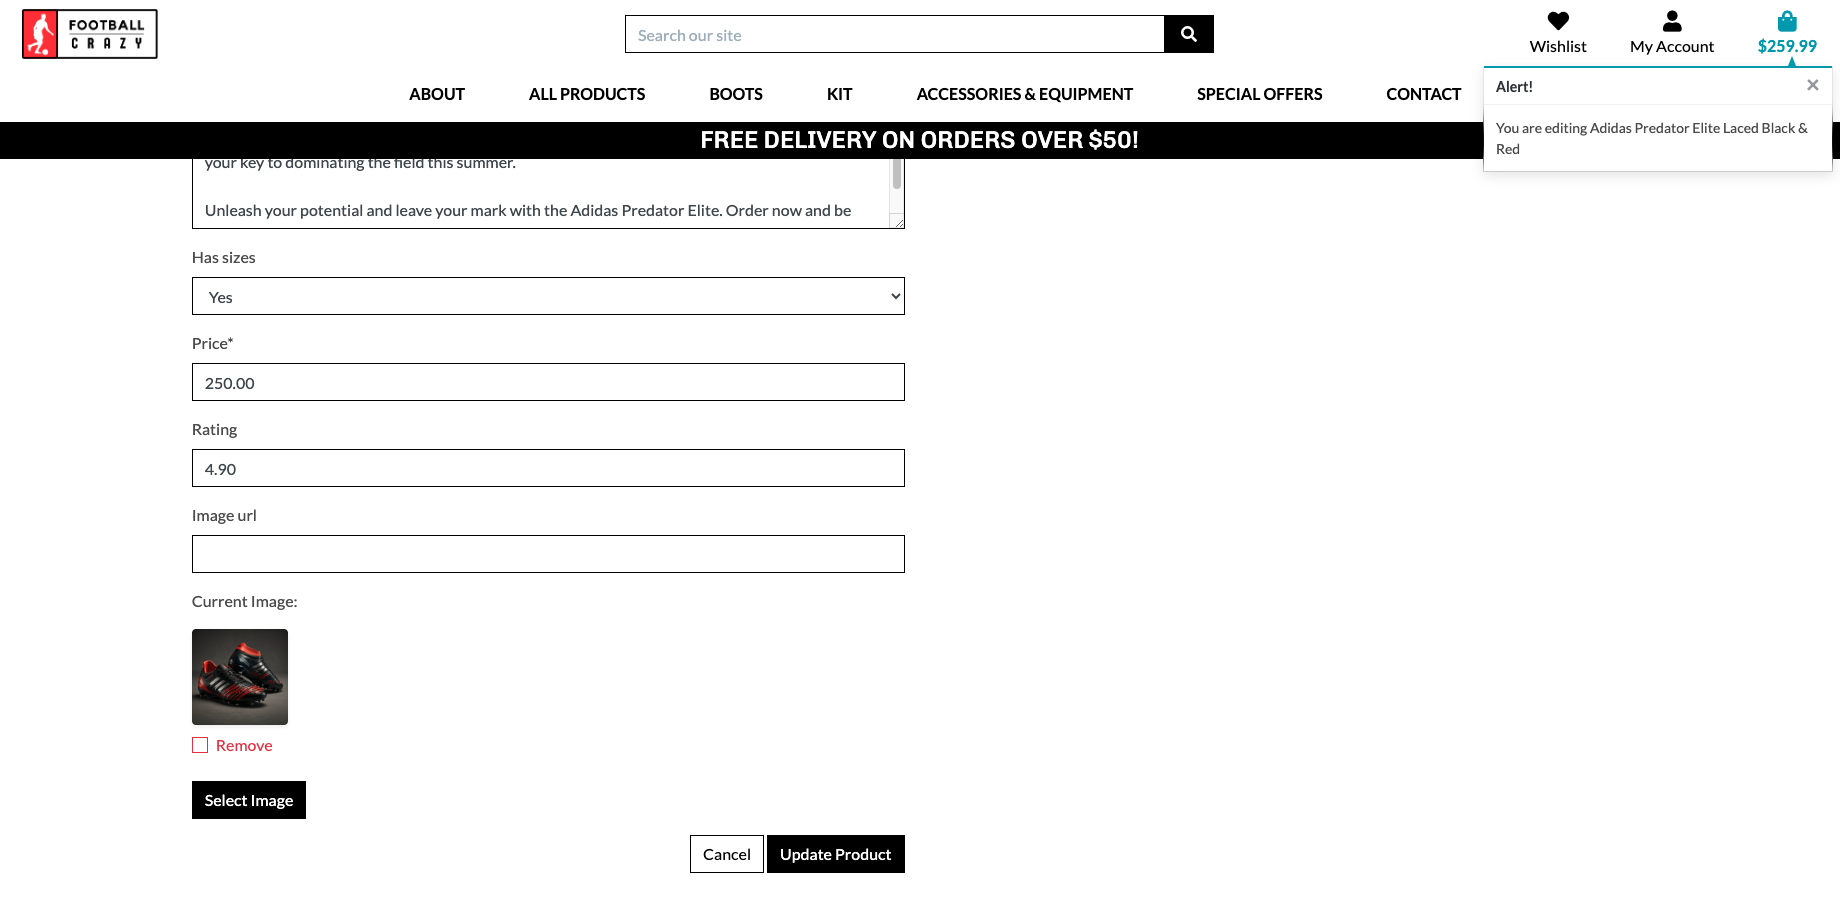 FOOTBALL
CRAZY
Search our site
Wishlist
My Account
$259.99
ABOUT
ALL PRODUCTS
BOOTS
KIT
ACCESSORIES & EQUIPMENT
SPECIAL OFFERS
CONTACT
Alert!
×
You are editing Adidas Predator Elite Laced Black &
Red
FREE DELIVERY ON ORDERS OVER $50!
your key to dominating the field this summer.
Unleash your potential and leave your mark with the Adidas Predator Elite. Order now and be
Has sizes
Yes
Price*
250.00
Rating
4.90
Image url
Current Image:
Remove
Select Image
Cancel
Update Product